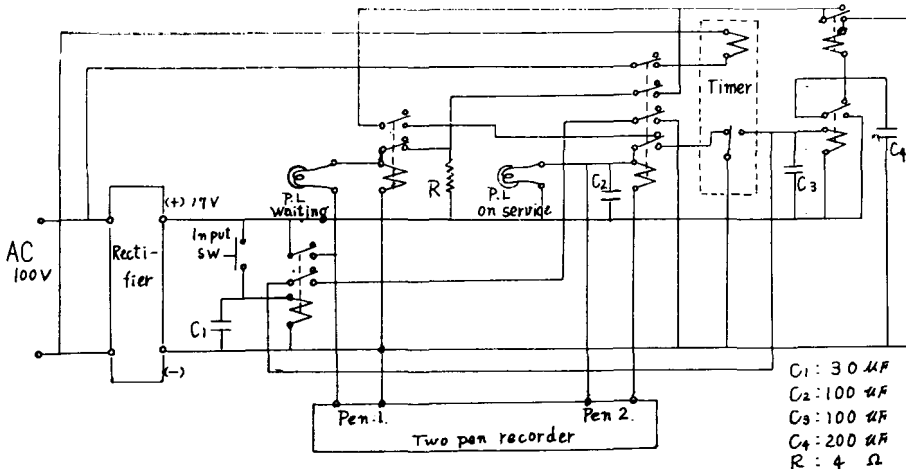 Timer
R
C2
C3
C4
P.L
waiting
P.L
on service
(+) 17V
Input
SW
AC
100V
Recti-
fier
C1
(-)
Pen.1.
Pen 2.
Two pen recorder
C1 : 30 μF
C2 : 100 μF
C3 : 100 μF
C4 : 200 μF
R : 4 Ω